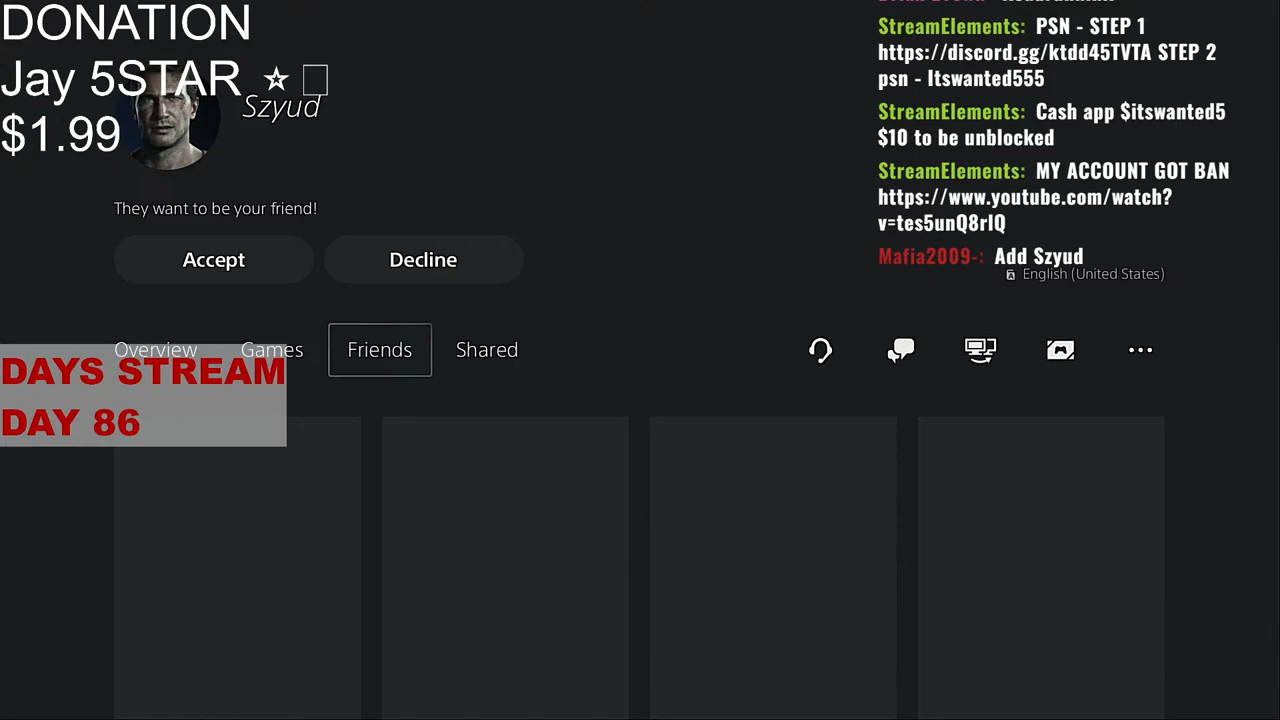 DONATION
Jay 5STAR ☆
$1.99
Szyud
They want to be your friend!
Accept
Decline
StreamElements: PSN - STEP 1
https://discord.gg/ktdd45TVTA STEP 2
psn - Itswanted555
StreamElements: Cash app $itswanted5
$10 to be unblocked
StreamElements: MY ACCOUNT GOT BAN
https://www.youtube.com/watch?
v=tes5unQ8rIQ
Mafia2009-: Add Szyud
English (United States)
Overview
Games
Friends
Shared
DAYS STREAM
DAY 86